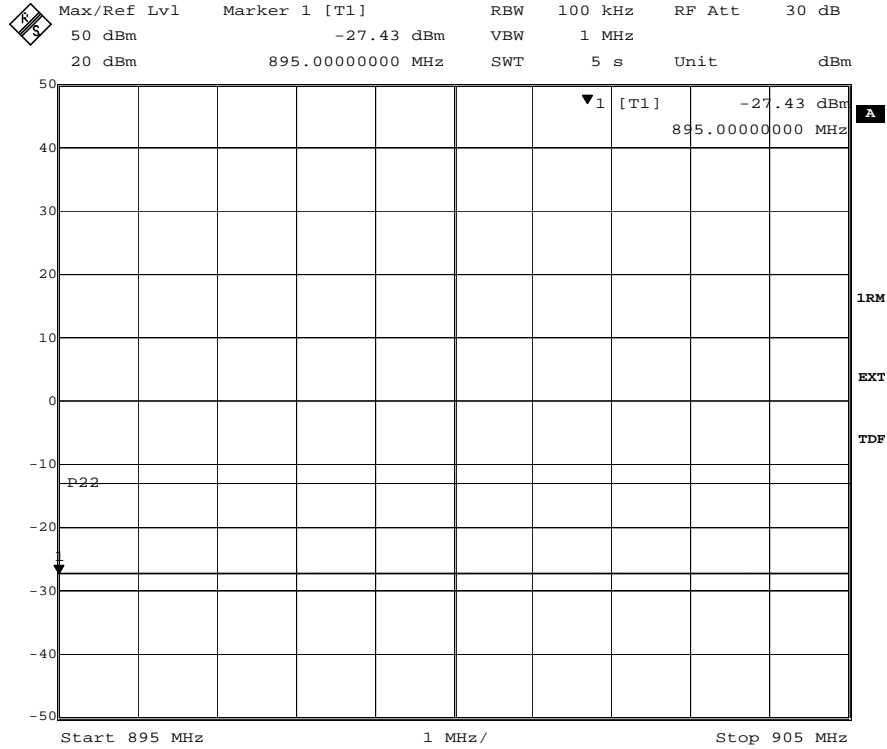 R S
Max/Ref Lvl Marker 1 [T1] RBW 100 kHz RF Att 30 dB
50 dBm -27.43 dBm VBW 1 MHz
20 dBm 895.00000000 MHz SWT 5 s Unit dBm
50
1 [T1] -27.43 dBm
A
895.00000000 MHz
40
30
20
1RM
10
EXT
0
TDF
-10
P22
-20
1
-30
-40
-50
Start 895 MHz 1 MHz/ Stop 905 MHz